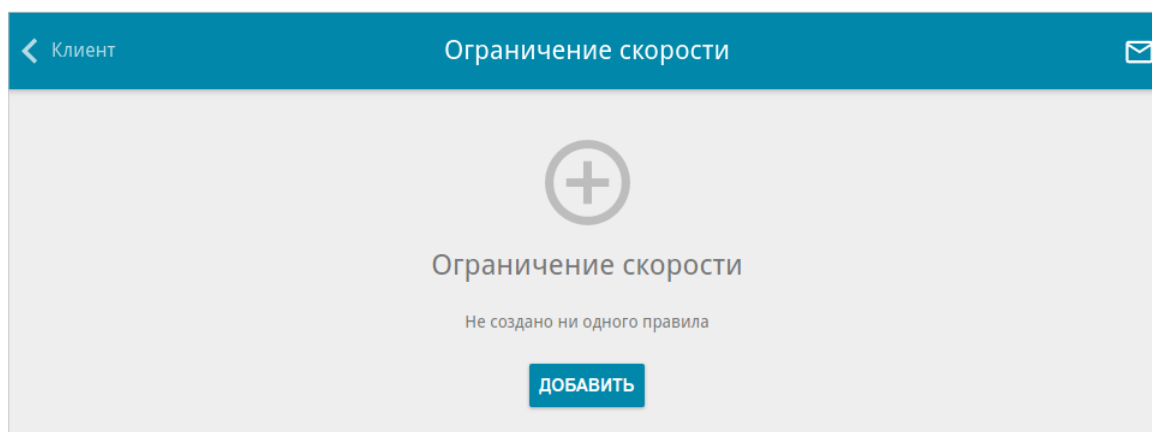 Клиент
Ограничение скорости
Ограничение скорости
Не создано ни одного правила
ДОБАВИТЬ